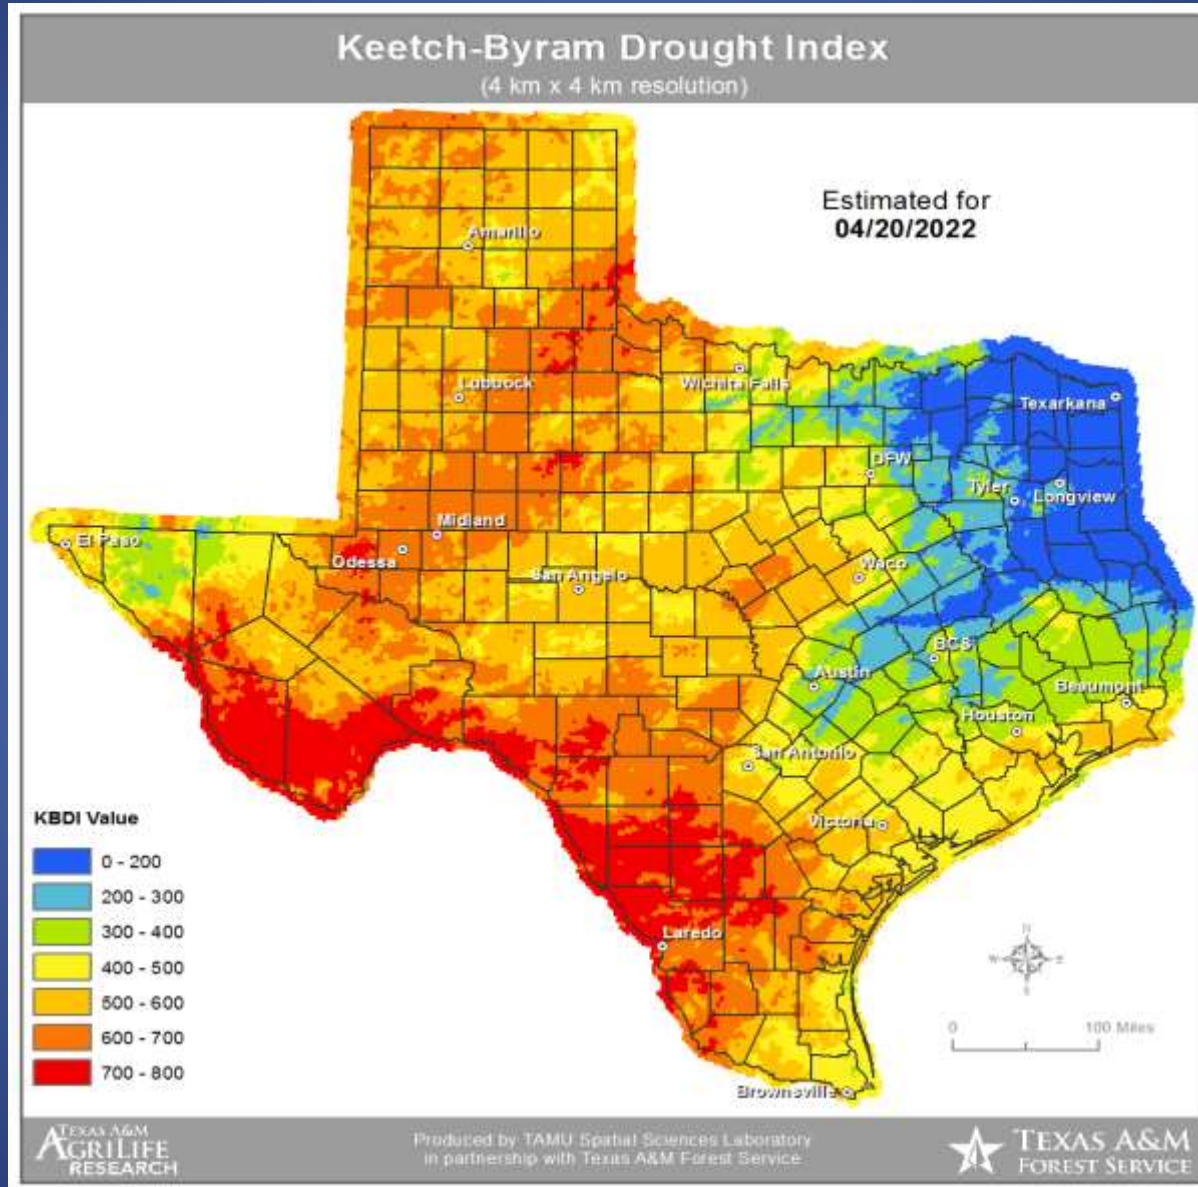 Keetch-Byram Drought Index
(4 km x 4 km resolution)
Estimated for
04/20/2022
Amarillo
Lubbock
Wichita Falls
Texarkana
DFW
Tyler
Longview
Midland
El Paso
Odessa
San Angelo
Waco
BCS
Austin
Beaumont
Houston
San Antonio
Victoria
Laredo
Brownsville
KBDI Value
0 - 200
200 - 300
300 - 400
400 - 500
500 - 600
600 - 700
700 - 800
N
W
E
S
0
100 Miles
TEXAS A&M
AGRILIFE
RESEARCH
Produced by TAMU Spatial Sciences Laboratory
in partnership with Texas A&M Forest Service
TEXAS A&M
FOREST SERVICE